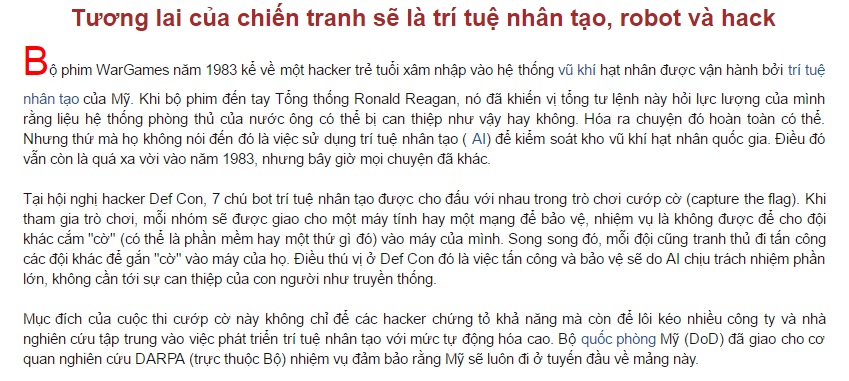 Tương lai của chiến tranh sẽ là trí tuệ nhân tạo, robot và hack
Bộ phim WarGames năm 1983 kể về một hacker trẻ tuổi xâm nhập vào hệ thống vũ khí hạt nhân được vận hành bởi trí tuệ
nhân tạo của Mỹ. Khi bộ phim đến tay Tổng thống Ronald Reagan, nó đã khiến vị tổng tư lệnh này hỏi lực lượng của mình
rằng liệu hệ thống phòng thủ của nước ông có thể bị can thiệp như vậy hay không. Hóa ra chuyện đó hoàn toàn có thể.
Nhưng thứ mà họ không nói đến đó là việc sử dụng trí tuệ nhân tạo ( AI) để kiểm soát kho vũ khí hạt nhân quốc gia. Điều đó
vẫn còn là quá xa vời vào năm 1983, nhưng bây giờ mọi chuyện đã khác.
Tại hội nghị hacker Def Con, 7 chú bot trí tuệ nhân tạo được cho đấu với nhau trong trò chơi cướp cờ (capture the flag). Khi
tham gia trò chơi, mỗi nhóm sẽ được giao cho một máy tính hay một mạng để bảo vệ, nhiệm vụ là không được để cho đội
khác cắm "cờ" (có thể là phần mềm hay một thứ gì đó) vào máy của mình. Song song đó, mỗi đội cũng tranh thủ đi tấn công
các đội khác để gắn "cờ" vào máy của họ. Điều thú vị ở Def Con đó là việc tấn công và bảo vệ sẽ do AI chịu trách nhiệm phần
lớn, không cần tới sự can thiệp của con người như truyền thống.
Mục đích của cuộc thi cướp cờ này không chỉ để các hacker chứng tỏ khả năng mà còn để lôi kéo nhiều công ty và nhà
nghiên cứu tập trung vào việc phát triển trí tuệ nhân tạo với mức tự động hóa cao. Bộ quốc phòng Mỹ (DoD) đã giao cho cơ
quan nghiên cứu DARPA (trực thuộc Bộ) nhiệm vụ đảm bảo rằng Mỹ sẽ luôn đi ở tuyến đầu về mảng này.